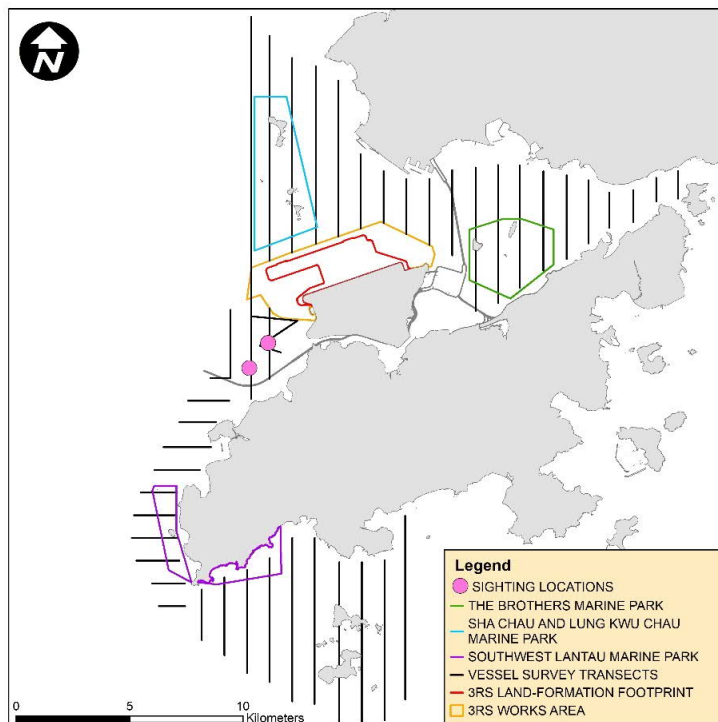 N
Legend
SIGHTING LOCATIONS
THE BROTHERS MARINE PARK
SHA CHAU AND LUNG KWU CHAU
MARINE PARK
SOUTHWEST LANTAU MARINE PARK
VESSEL SURVEY TRANSECTS
3RS LAND-FORMATION FOOTPRINT
3RS WORKS AREA
0 5 10
Kilometers